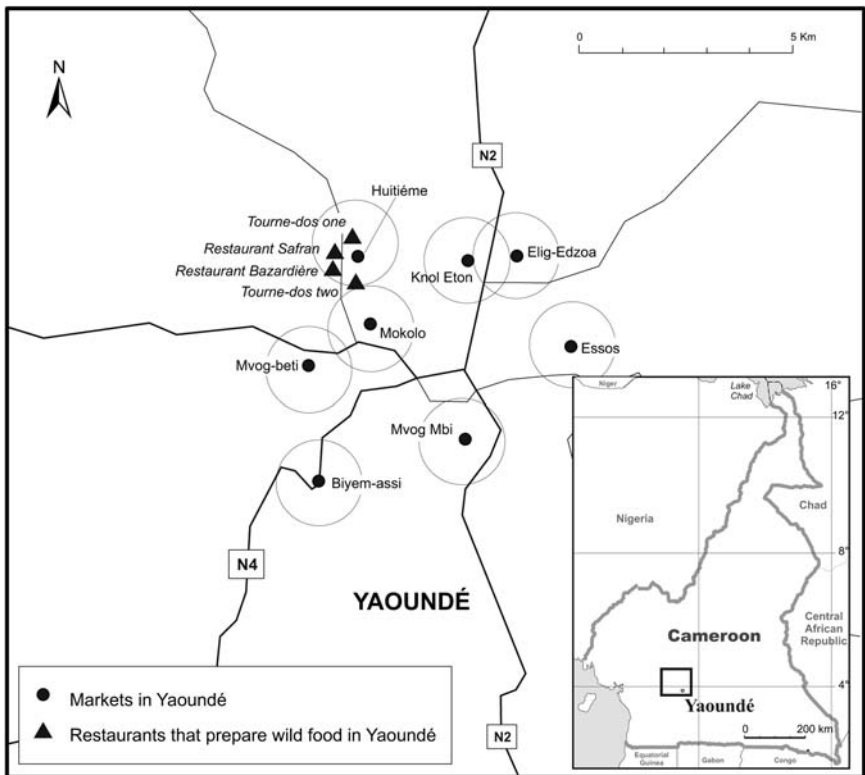 0
5 Km
N
N2
Huitiéme
Tourne-dos one
Restaurant Safran
Restaurant Bazardière
Tourne-dos two
Knol Eton
Elig-Edzoa
Mokolo
Essos
Mvog-beti
Mvog Mbi
Biyem-assi
N4
YAOUNDÉ
N2
Markets in Yaoundé
Restaurants that prepare wild food in Yaoundé
Niger
Lake
Chad
16°
12°
Chad
Nigeria
8°
Central
African
Republic
Cameroon
4°
Yaoundé
0
200 km
Equatorial
Guinea
Gabon
Congo